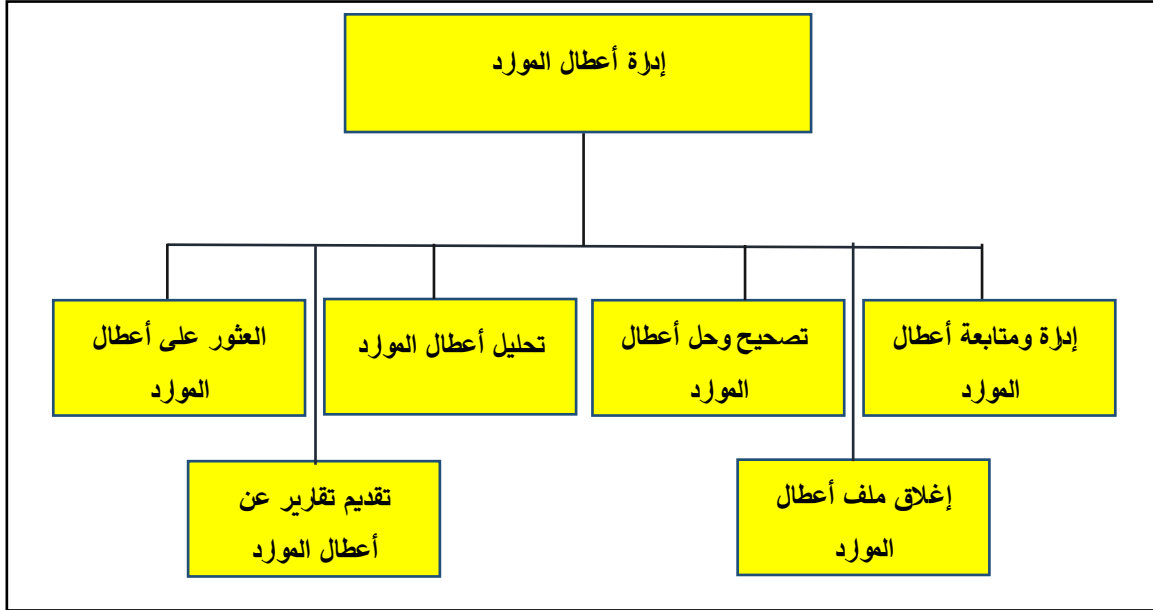 إدارة أعطال الموارد
إدارة ومتابعة أعطال
الموارد
تصحيح وحل أعطال
الموارد
تحليل أعطال الموارد
العثور على أعطال
الموارد
إغلاق ملف أعطال
الموارد
تقديم تقارير عن
أعطال الموارد